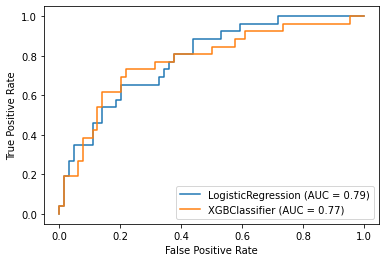 1.0
0.8
0.6
0.4
0.2
0.0
True Positive Rate
LogisticRegression (AUC = 0.79)
XGBClassifier (AUC = 0.77)
0.0 0.2 0.4 0.6 0.8 1.0
False Positive Rate